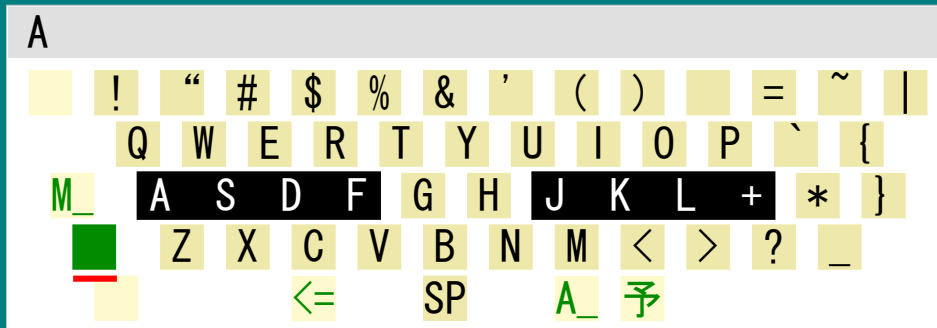 A
! “ # $ % & ’ ( ) = ~ |
Q W E R T Y U I O P ` {
M_ A S D F G H J K L + * }
Z X C V B N M < > ? _
<= SP A_ 予